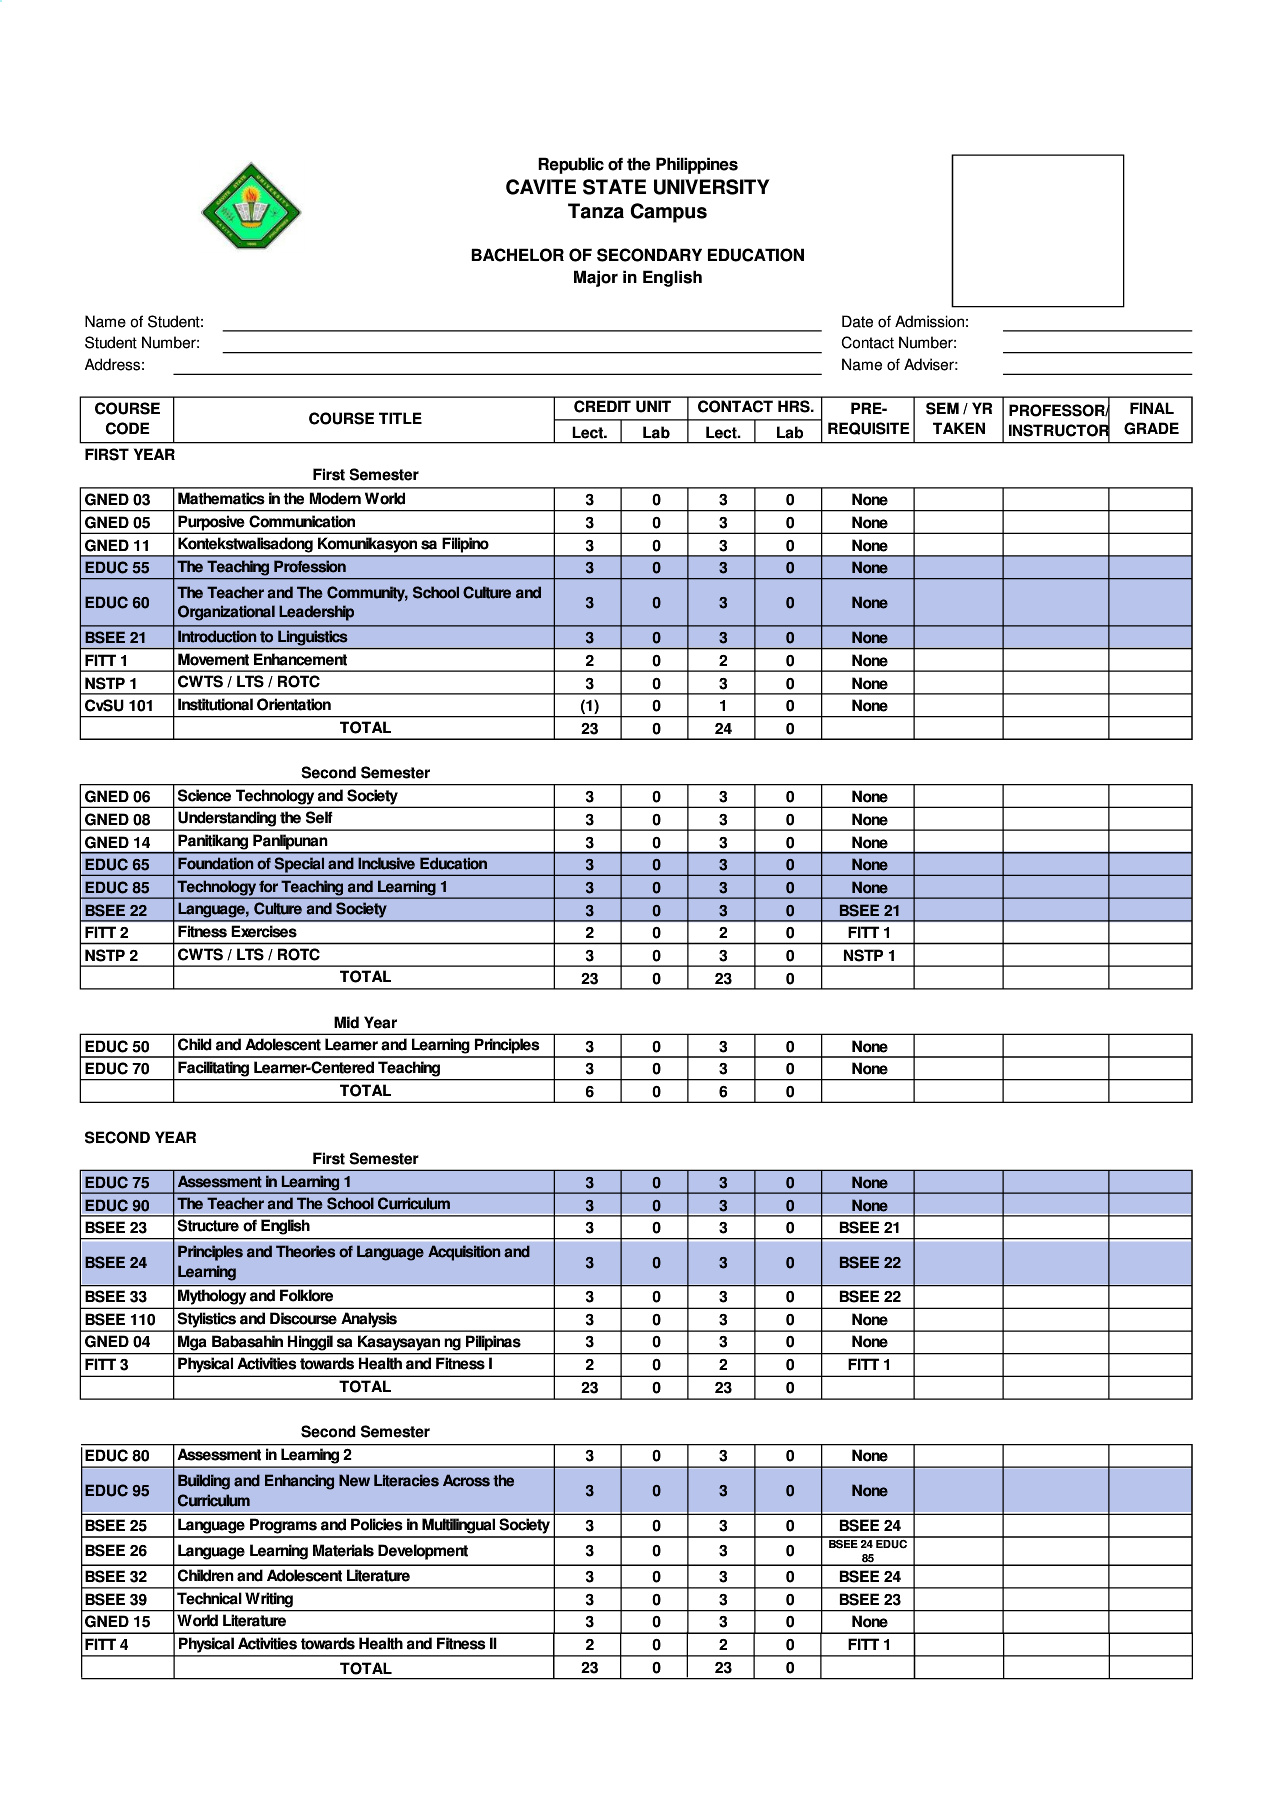 Republic of the Philippines
CAVITE STATE UNIVERSITY
Tanza Campus
BACHELOR OF SECONDARY EDUCATION
Major in English
Name of Student: Date of Admission:
Student Number: Contact Number:
Address: Name of Adviser:
COURSE CODE COURSE TITLE CREDIT UNIT CONTACT HRS. PRE-REQUISITE SEM / YR TAKEN PROFESSOR/ INSTRUCTOR FINAL GRADE
Lect. Lab Lect. Lab
FIRST YEAR
First Semester
GNED 03 Mathematics in the Modern World 3 0 3 0 None
GNED 05 Purposive Communication 3 0 3 0 None
GNED 11 Kontekstwalisadong Komunikasyon sa Filipino 3 0 3 0 None
EDUC 55 The Teaching Profession 3 0 3 0 None
EDUC 60 The Teacher and The Community, School Culture and Organizational Leadership 3 0 3 0 None
BSEE 21 Introduction to Linguistics 3 0 3 0 None
FITT 1 Movement Enhancement 2 0 2 0 None
NSTP 1 CWTS / LTS / ROTC 3 0 3 0 None
CvSU 101 Institutional Orientation (1) 0 1 0 None
TOTAL 23 0 24 0
Second Semester
GNED 06 Science Technology and Society 3 0 3 0 None
GNED 08 Understanding the Self 3 0 3 0 None
GNED 14 Panitikang Panlipunan 3 0 3 0 None
EDUC 65 Foundation of Special and Inclusive Education 3 0 3 0 None
EDUC 85 Technology for Teaching and Learning 1 3 0 3 0 None
BSEE 22 Language, Culture and Society 3 0 3 0 BSEE 21
FITT 2 Fitness Exercises 2 0 2 0 FITT 1
NSTP 2 CWTS / LTS / ROTC 3 0 3 0 NSTP 1
TOTAL 23 0 23 0
Mid Year
EDUC 50 Child and Adolescent Learner and Learning Principles 3 0 3 0 None
EDUC 70 Facilitating Learner-Centered Teaching 3 0 3 0 None
TOTAL 6 0 6 0
SECOND YEAR
First Semester
EDUC 75 Assessment in Learning 1 3 0 3 0 None
EDUC 90 The Teacher and The School Curriculum 3 0 3 0 None
BSEE 23 Structure of English 3 0 3 0 BSEE 21
BSEE 24 Principles and Theories of Language Acquisition and Learning 3 0 3 0 BSEE 22
BSEE 33 Mythology and Folklore 3 0 3 0 BSEE 22
BSEE 110 Stylistics and Discourse Analysis 3 0 3 0 None
GNED 04 Mga Babasahin Hinggil sa Kasaysayan ng Pilipinas 3 0 3 0 None
FITT 3 Physical Activities towards Health and Fitness I 2 0 2 0 FITT 1
TOTAL 23 0 23 0
Second Semester
EDUC 80 Assessment in Learning 2 3 0 3 0 None
EDUC 95 Building and Enhancing New Literacies Across the Curriculum 3 0 3 0 None
BSEE 25 Language Programs and Policies in Multilingual Society 3 0 3 0 BSEE 24
BSEE 26 Language Learning Materials Development 3 0 3 0 BSEE 24 EDUC 85
BSEE 32 Children and Adolescent Literature 3 0 3 0 BSEE 24
BSEE 39 Technical Writing 3 0 3 0 BSEE 23
GNED 15 World Literature 3 0 3 0 None
FITT 4 Physical Activities towards Health and Fitness II 2 0 2 0 FITT 1
TOTAL 23 0 23 0